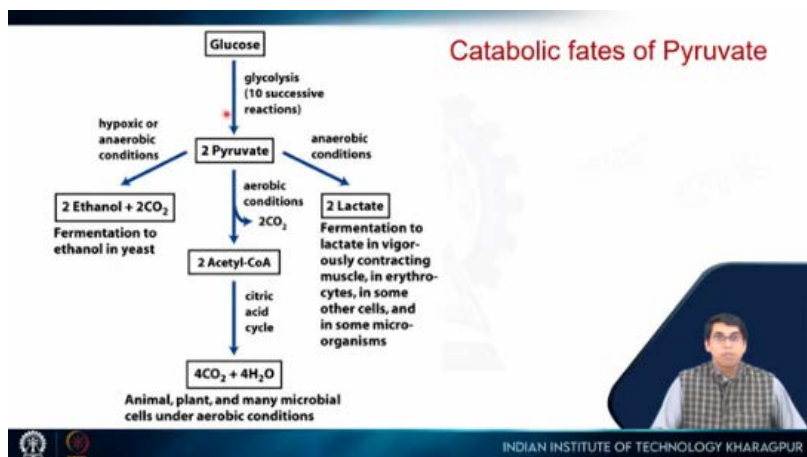 Catabolic fates of Pyruvate
Glucose
glycolysis
(10 successive
reactions)
hypoxic or
anaerobic
conditions
2 Pyruvate
anaerobic
conditions
2 Ethanol + 2CO₂
Fermentation to
ethanol in yeast
aerobic
conditions
2CO₂
2 Acetyl-CoA
2 Lactate
Fermentation to
lactate in vigor-
ously contracting
muscle, in erythro-
cytes, in some
other cells, and
in some micro-
organisms
citric
acid
cycle
4CO₂ + 4H₂O
Animal, plant, and many microbial
cells under aerobic conditions
INDIAN INSTITUTE OF TECHNOLOGY KHARAGPUR